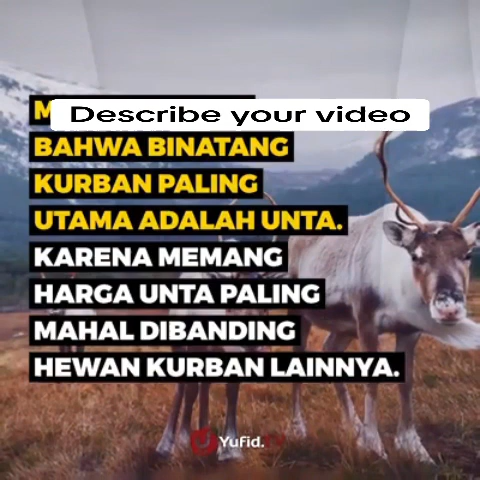 Describe your video
BAHWA BINATANG
KURBAN PALING
UTAMA ADALAH UNTA.
KARENA MEMANG
HARGA UNTA PALING
MAHAL DIBANDING
HEWAN KURBAN LAINNYA.
Yufid.TV